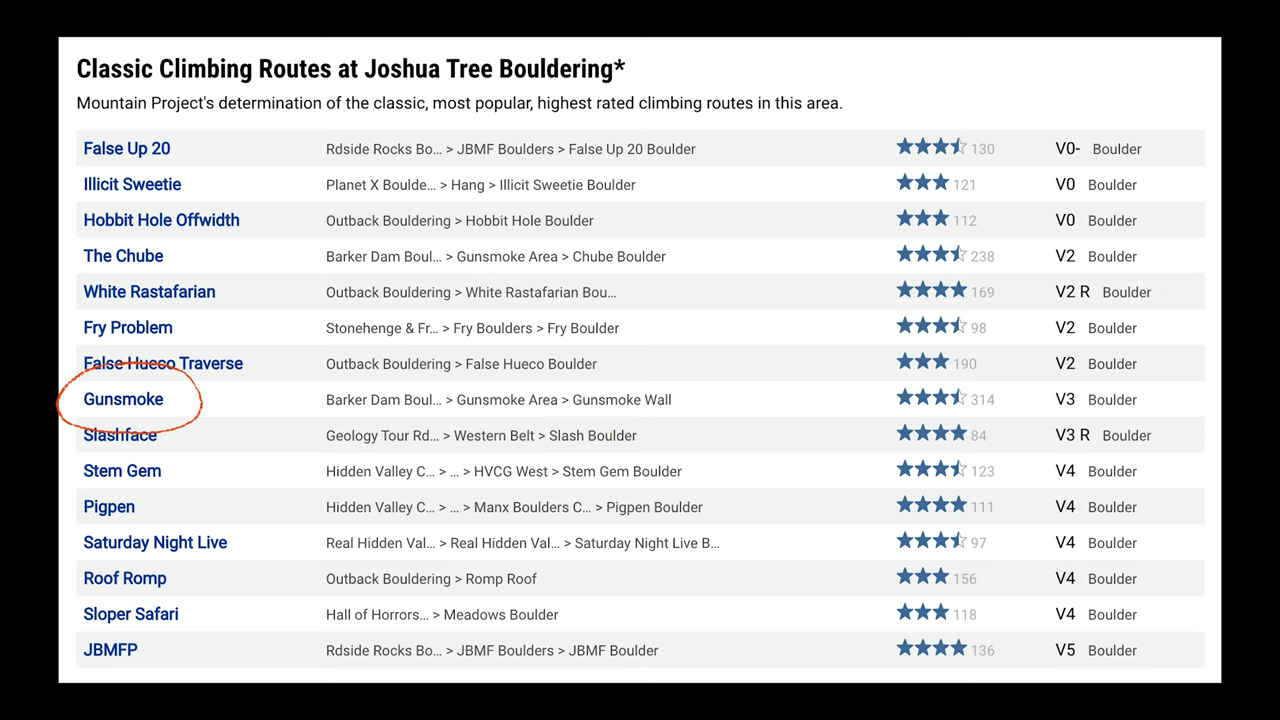 Classic Climbing Routes at Joshua Tree Bouldering*
Mountain Project's determination of the classic, most popular, highest rated climbing routes in this area.
False Up 20 Rdside Rocks Bo... > JBMF Boulders > False Up 20 Boulder 130 V0- Boulder
Illicit Sweetie Planet X Boulde... > Hang > Illicit Sweetie Boulder 121 V0 Boulder
Hobbit Hole Offwidth Outback Bouldering > Hobbit Hole Boulder 112 V0 Boulder
The Chube Barker Dam Boul... > Gunsmoke Area > Chube Boulder 238 V2 Boulder
White Rastafarian Outback Bouldering > White Rastafarian Bou... 169 V2 R Boulder
Fry Problem Stonehenge & Fr... > Fry Boulders > Fry Boulder 98 V2 Boulder
False Hueco Traverse Outback Bouldering > False Hueco Boulder 190 V2 Boulder
Gunsmoke Barker Dam Boul... > Gunsmoke Area > Gunsmoke Wall 314 V3 Boulder
Slashface Geology Tour Rd... > Western Belt > Slash Boulder 84 V3 R Boulder
Stem Gem Hidden Valley C... > ... > HVCG West > Stem Gem Boulder 123 V4 Boulder
Pigpen Hidden Valley C... > ... > Manx Boulders C... > Pigpen Boulder 111 V4 Boulder
Saturday Night Live Real Hidden Val... > Real Hidden Val... > Saturday Night Live B... 97 V4 Boulder
Roof Romp Outback Bouldering > Romp Roof 156 V4 Boulder
Sloper Safari Hall of Horrors... > Meadows Boulder 118 V4 Boulder
JBMFP Rdside Rocks Bo... > JBMF Boulders > JBMF Boulder 136 V5 Boulder